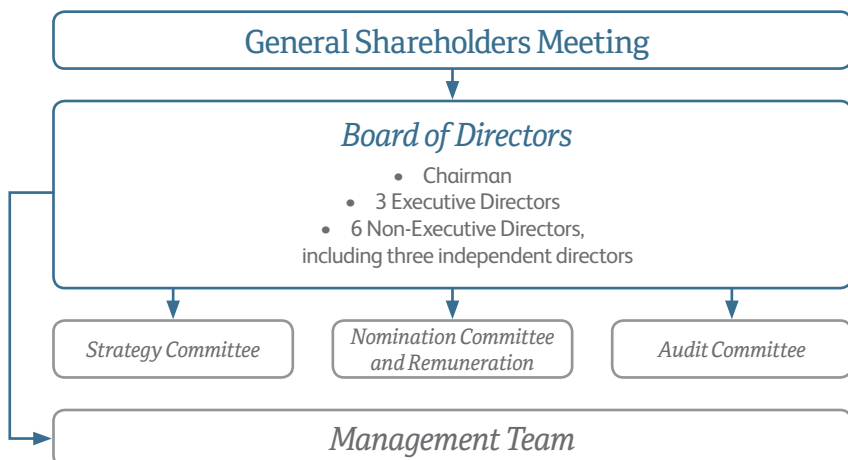 General Shareholders Meeting
Board of Directors
• Chairman
• 3 Executive Directors
• 6 Non-Executive Directors,
including three independent directors
Strategy Committee
Nomination Committee
and Remuneration
Audit Committee
Management Team